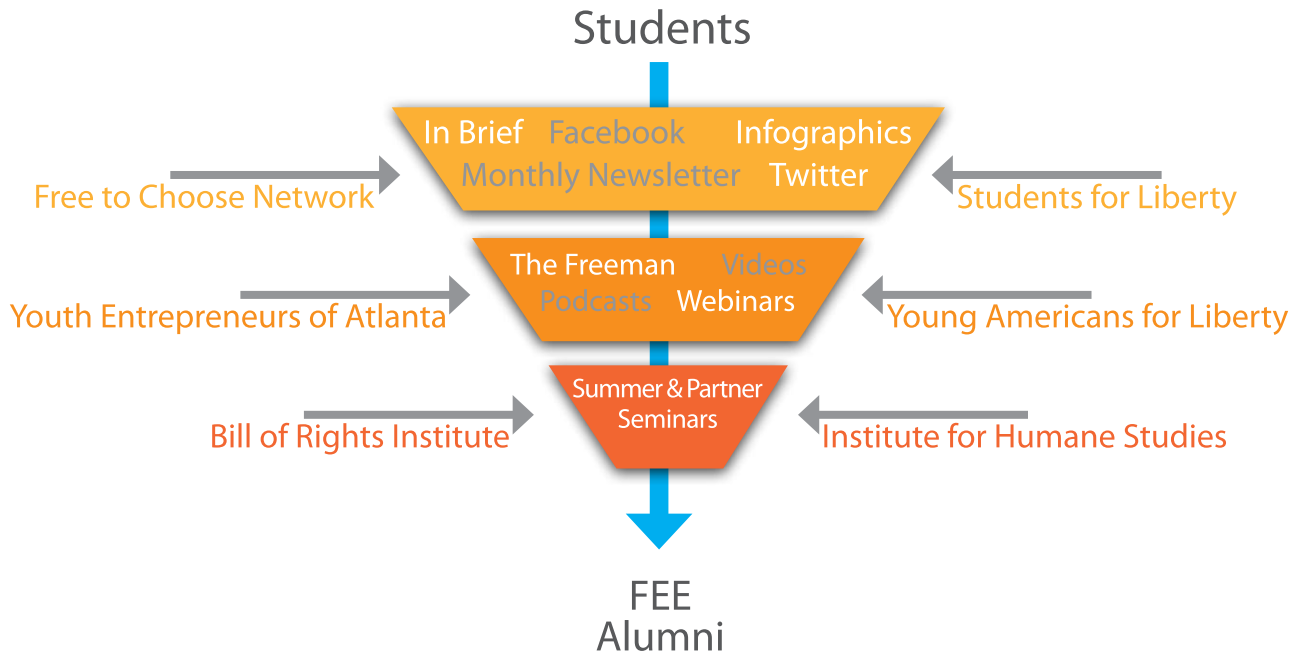 Students
In Brief Facebook Infographics
Monthly Newsletter Twitter
Free to Choose Network
Students for Liberty
The Freeman Videos
Podcasts Webinars
Youth Entrepreneurs of Atlanta
Young Americans for Liberty
Summer & Partner
Seminars
Bill of Rights Institute
Institute for Humane Studies
FEE
Alumni